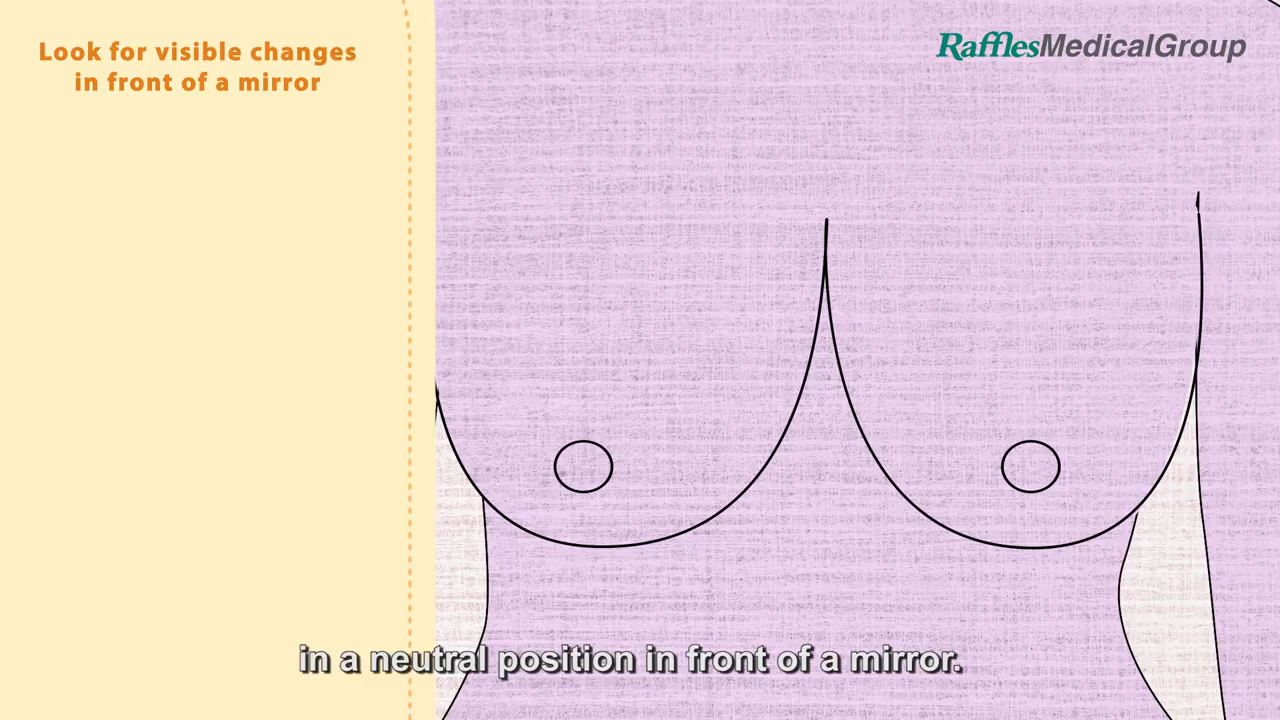 Look for visible changes
in front of a mirror
RafflesMedicalGroup
in a neutral position in front of a mirror.